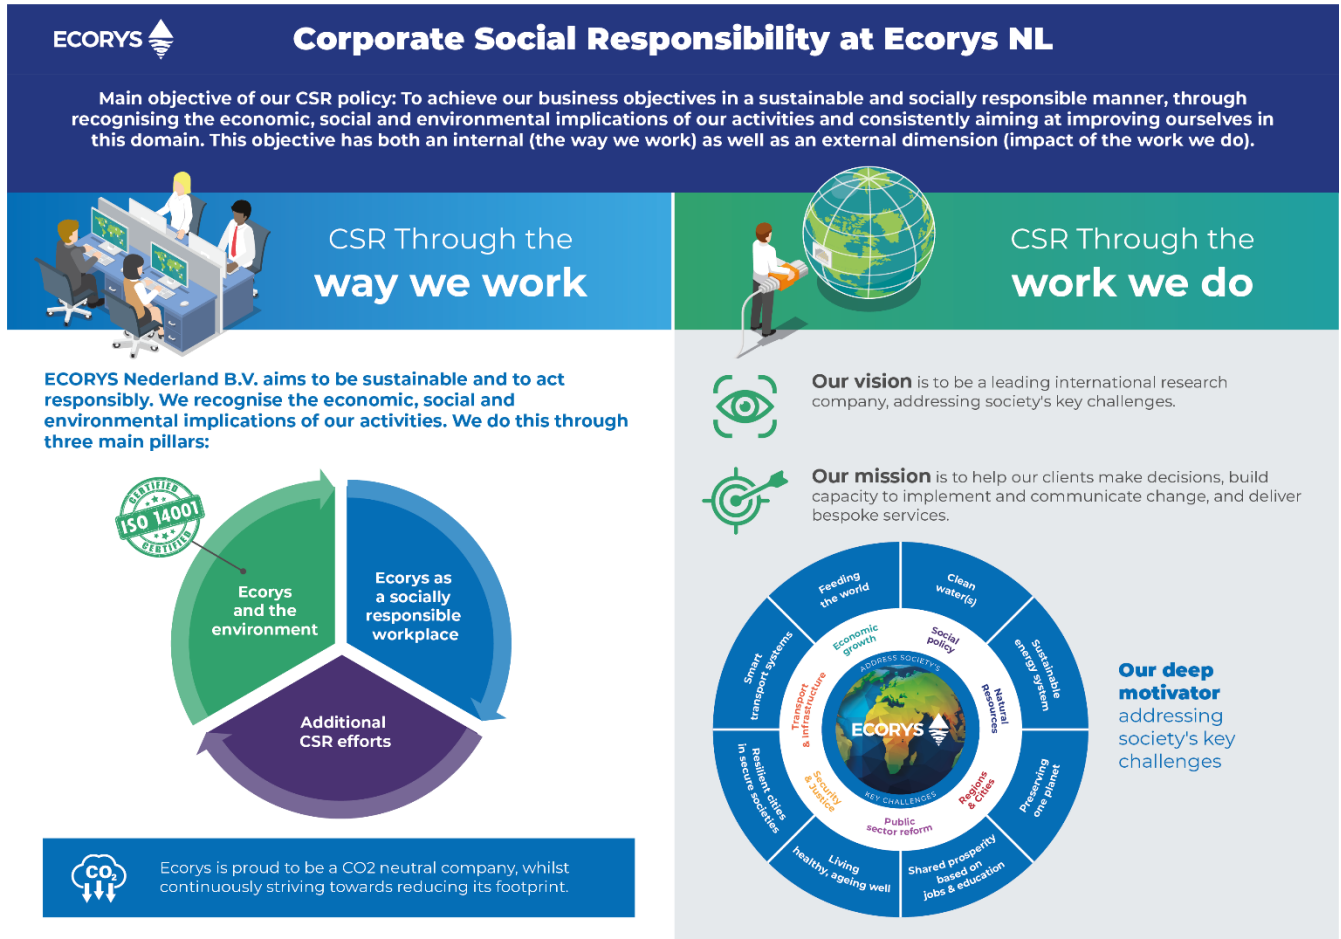 ECORYS
Corporate Social Responsibility at Ecorys NL
Main objective of our CSR policy: To achieve our business objectives in a sustainable and socially responsible manner, through
recognising the economic, social and environmental implications of our activities and consistently aiming at improving ourselves in
this domain. This objective has both an internal (the way we work) as well as an external dimension (impact of the work we do).
CSR Through the
way we work
ECORYS Nederland B.V. aims to be sustainable and to act
responsibly. We recognise the economic, social and
environmental implications of our activities. We do this through
three main pillars:
CERTIFIED
ISO 14001
CERTIFIED
Ecorys
and the
environment
Ecorys as
a socially
responsible
workplace
Additional
CSR efforts
CO2
Ecorys is proud to be a CO2 neutral company, whilst
continuously striving towards reducing its footprint.
CSR Through the
work we do
Our vision is to be a leading international research
company, addressing society's key challenges.
Our mission is to help our clients make decisions, build
capacity to implement and communicate change, and deliver
bespoke services.
Feeding
the world
Clean
water(s)
Sustainable
energy system
Preserving
one planet
Shared prosperity
based on
jobs & education
Living
healthy, ageing well
Resilient cities
in secure societies
Smart
transport systems
Economic
growth
Social
policy
Natural
Resources
Regions
& Cities
Public
sector reform
Security
& Justice
Transport
& Infrastructure
ADDRESS SOCIETY'S
ECORYS
KEY CHALLENGES
Our deep
motivator
addressing
society's key
challenges